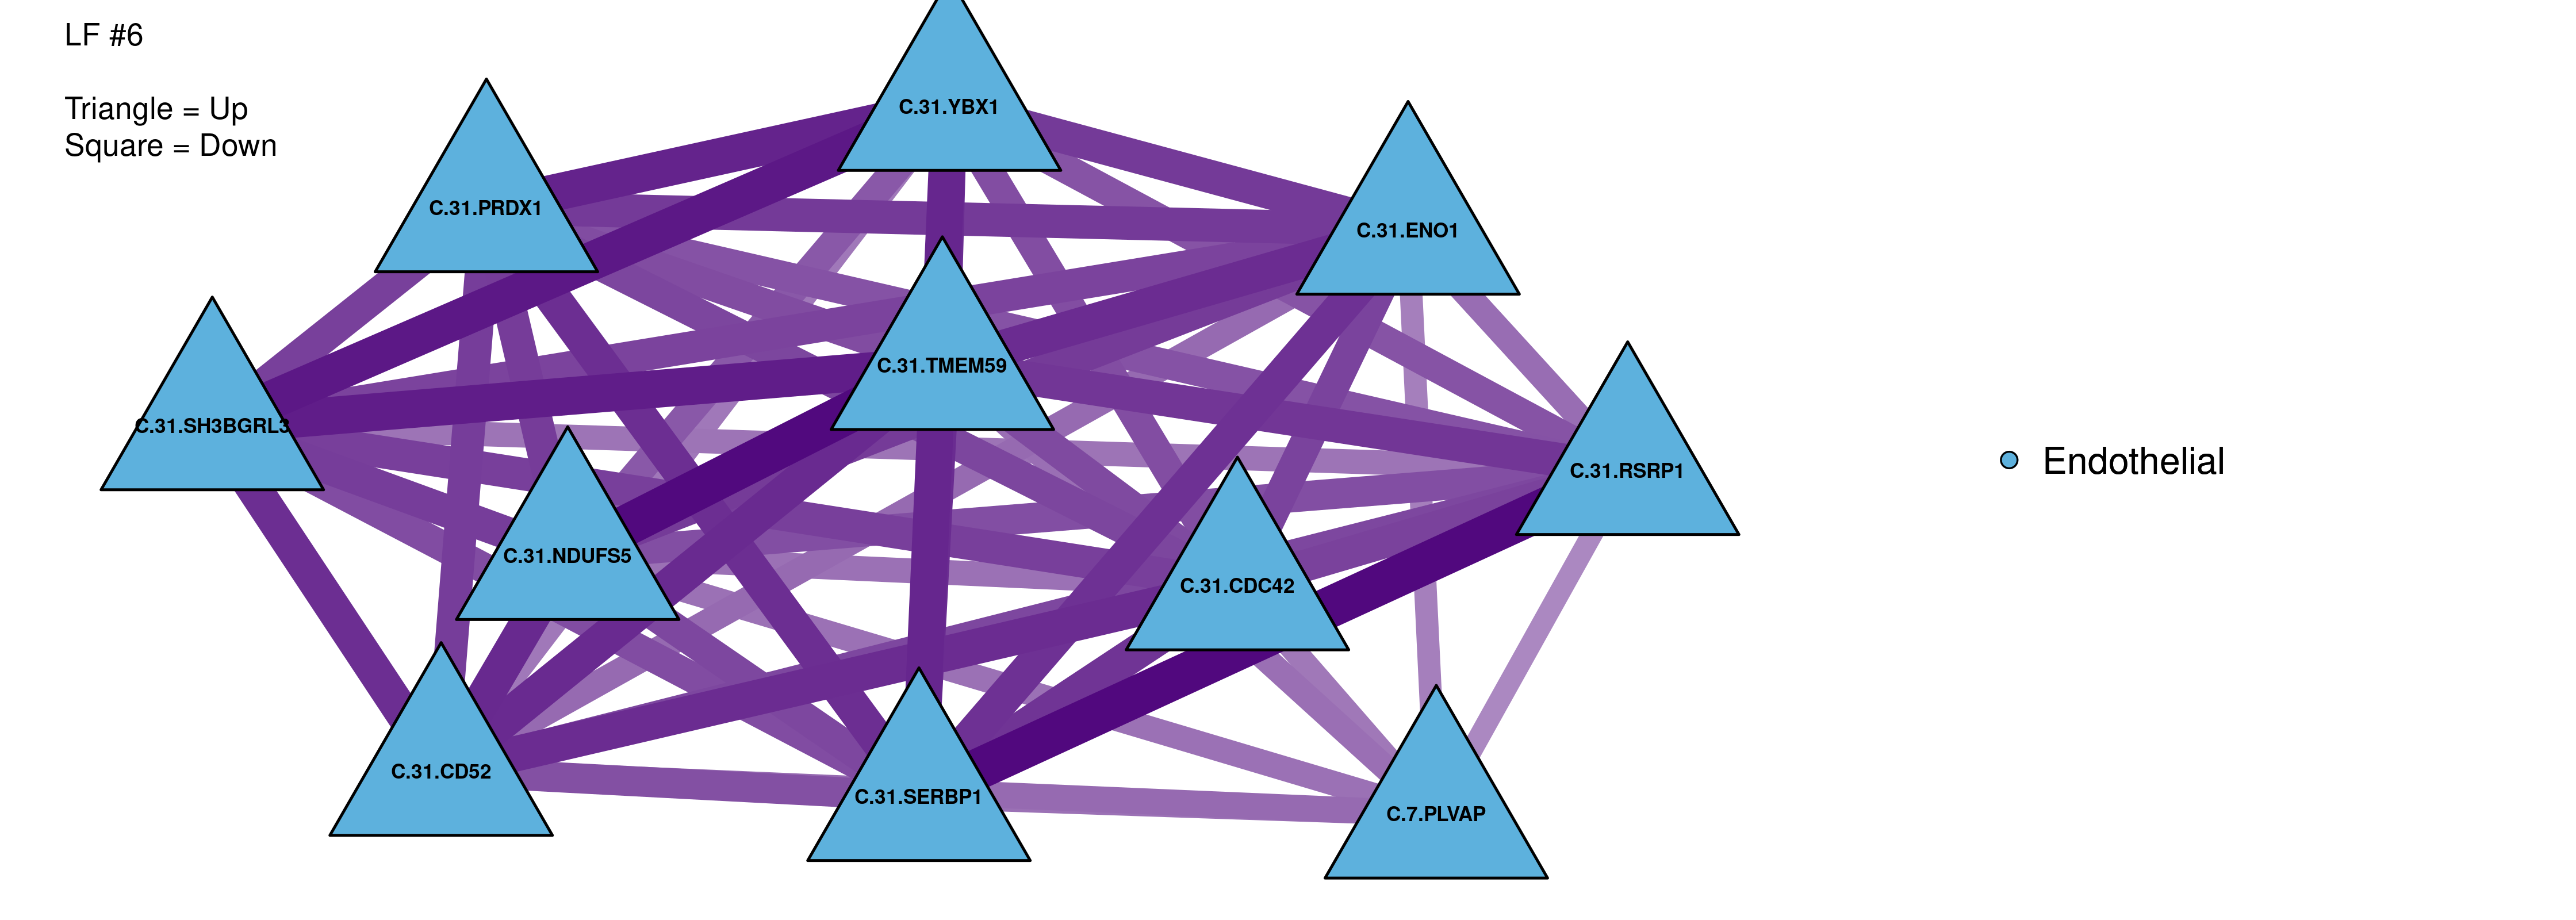 LF #6
Triangle = Up
Square = Down
C.31.YBX1
C.31.PRDX1
C.31.ENO1
C.31.TMEM59
C.31.SH3BGRL3
C.31.RSRP1
C.31.NDUFS5
C.31.CDC42
C.31.CD52
C.31.SERBP1
C.7.PLVAP
Endothelial